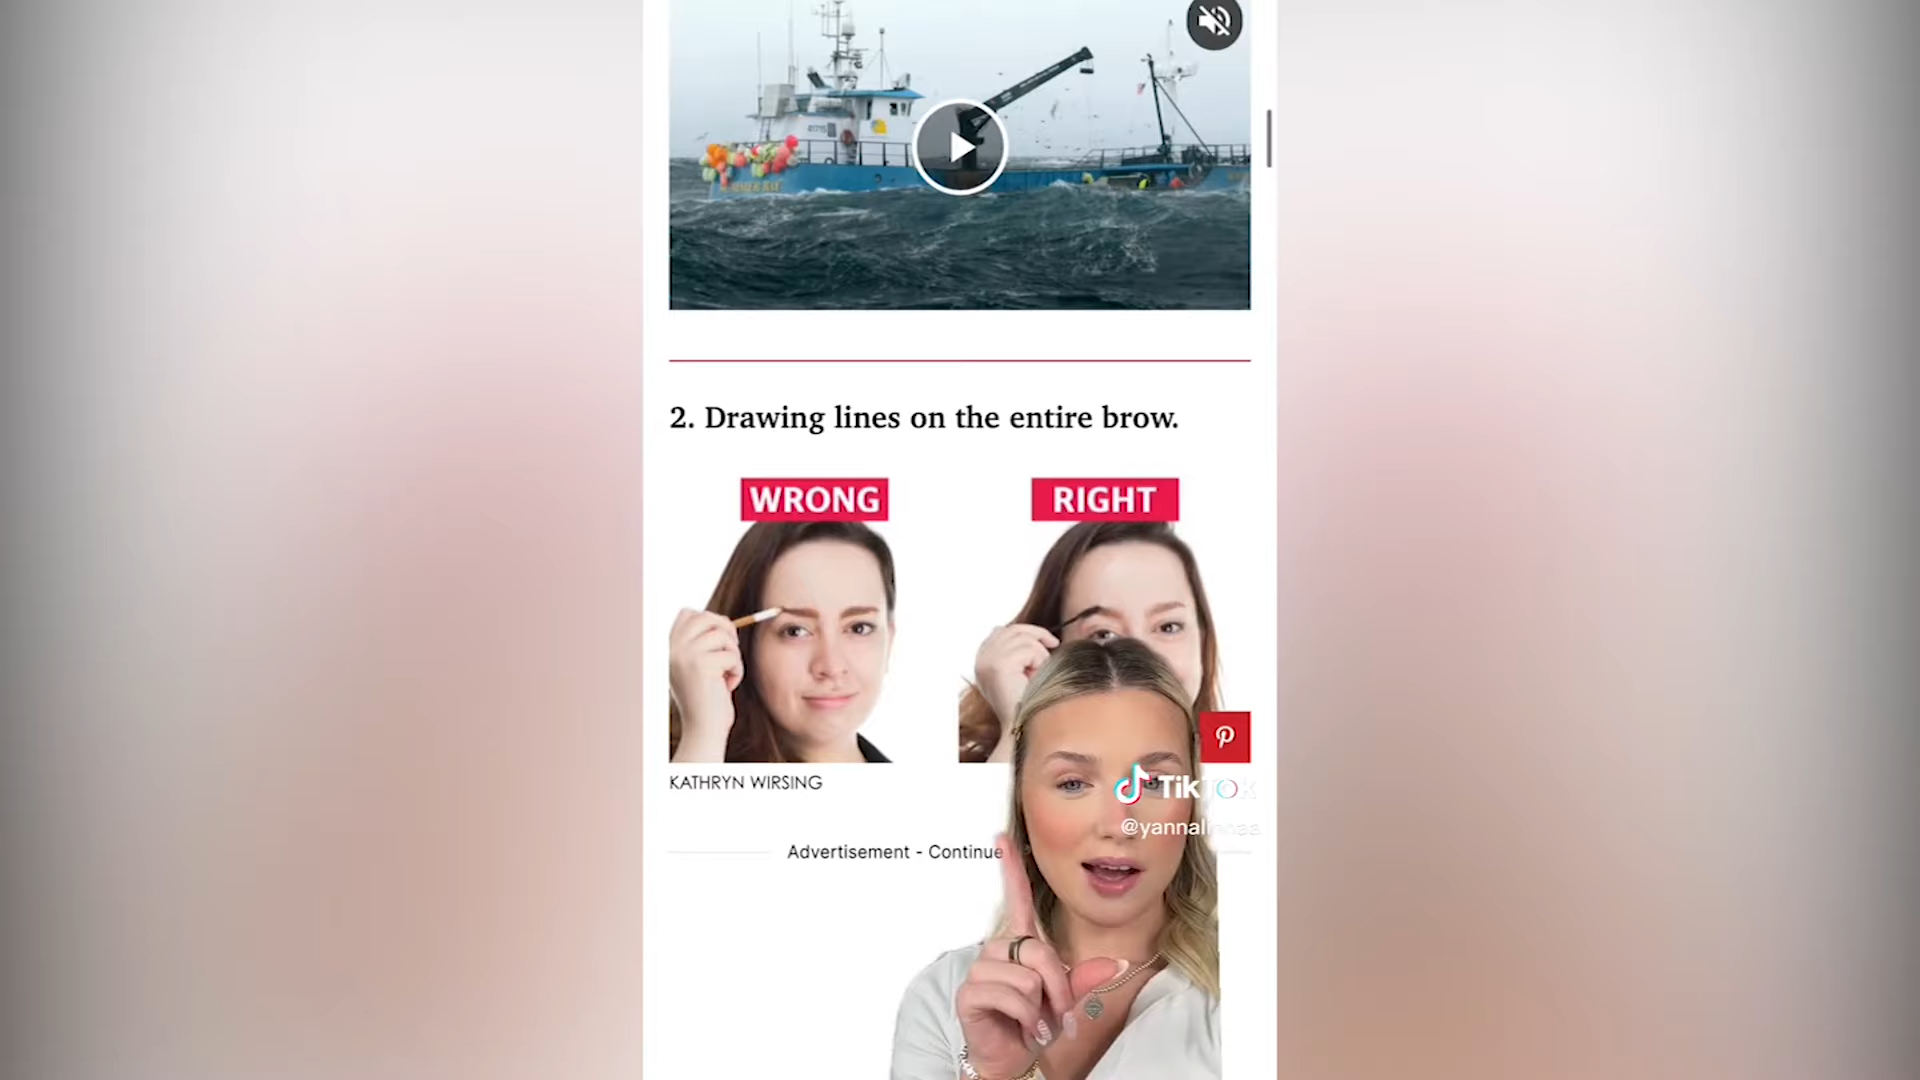 2. Drawing lines on the entire brow.
WRONG
RIGHT
KATHRYN WIRSING
TikTok
Advertisement - Continue